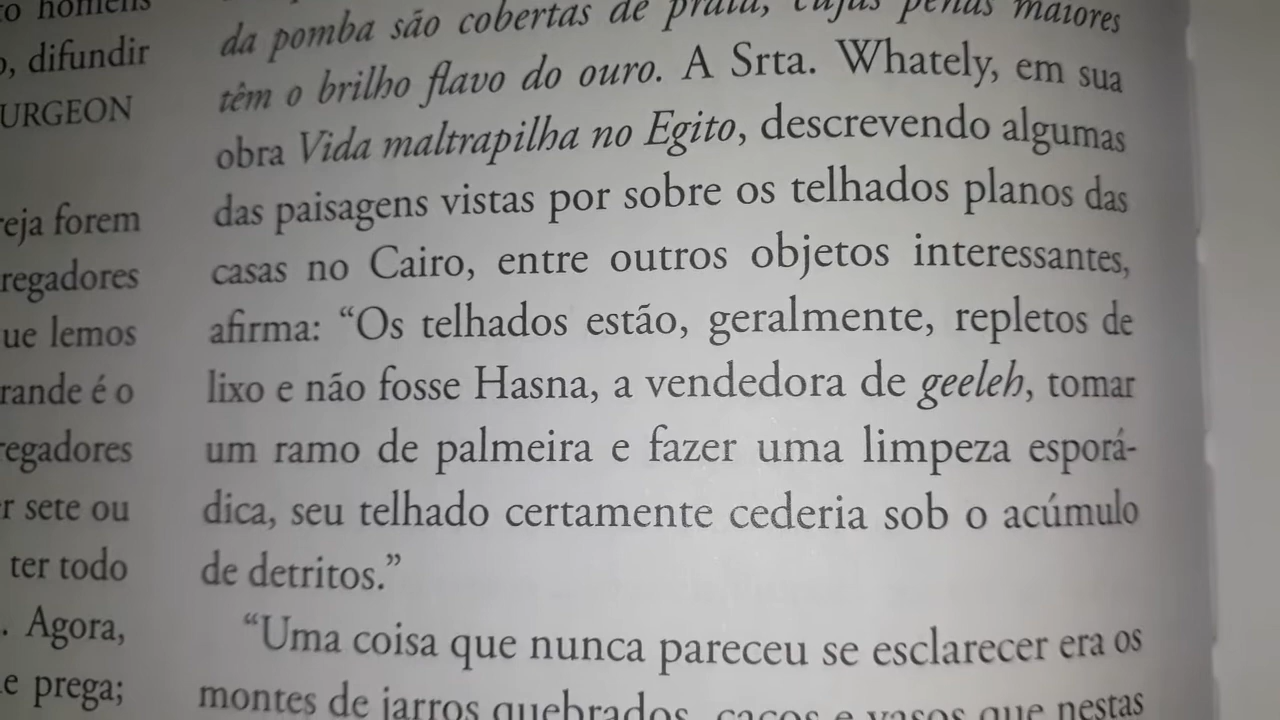 homens
difundir
URGEON
forem
lemos
é o
sete ou
ter todo
. Agora,
prega;
da pomba são cobertas de prata, cujas penas maiores
têm o brilho flavo do ouro. A Srta. Whately, em sua
obra Vida maltrapilha no Egito, descrevendo algumas
das paisagens vistas por sobre os telhados planos das
casas no Cairo, entre outros objetos interessantes,
afirma: “Os telhados estão, geralmente, repletos de
lixo e não fosse Hasna, a vendedora de geeleh, tomar
um ramo de palmeira e fazer uma limpeza esporá-
dica, seu telhado certamente cederia sob o acúmulo
de detritos.”
“Uma coisa que nunca pareceu se esclarecer era os
montes de jarros quebrados, cacos e vasos que nestas